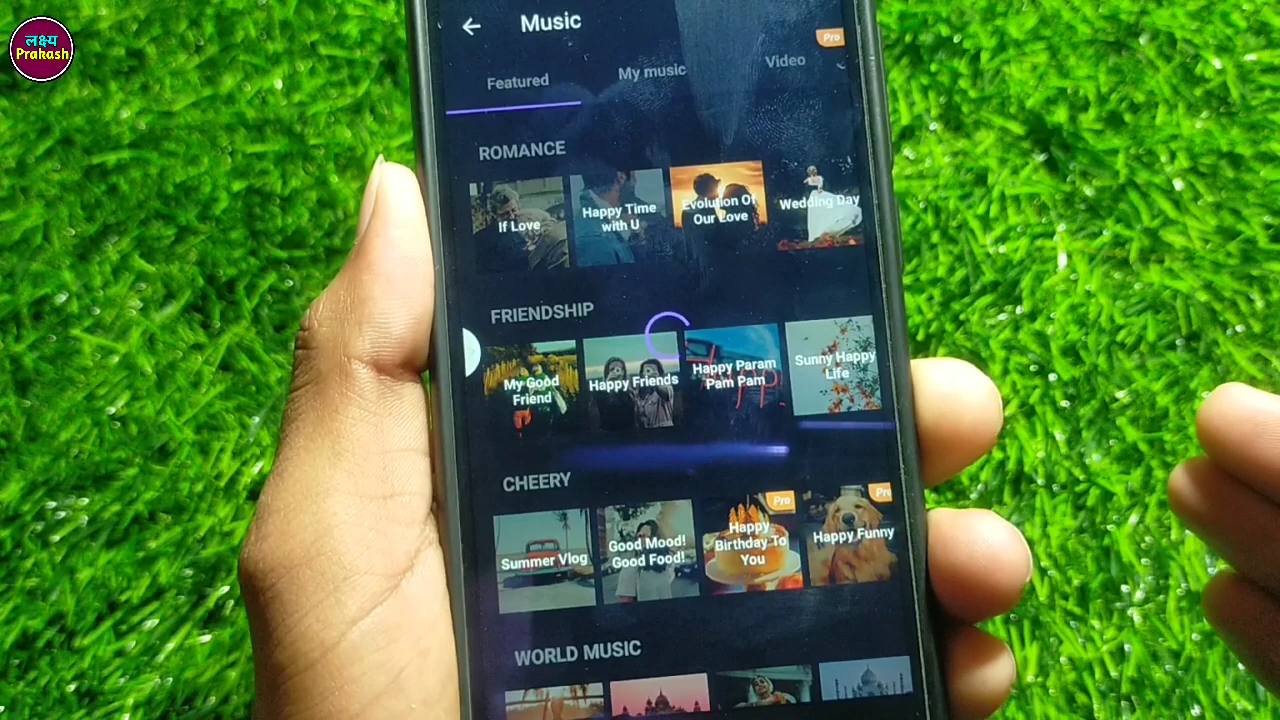 लक्ष्य
Prakash
Music
Pro
Featured
My music
Video
ROMANCE
If Love
Happy Time
with U
Evolution Of
Our Love
Wedding Day
FRIENDSHIP
My Good
Friend
Happy Friends
Happy Param
Pam Pam
Sunny Happy
Life
CHEERY
Summer Vlog
Good Mood!
Good Food!
Pro
Happy
Birthday To
You
Pro
Happy Funny
WORLD MUSIC